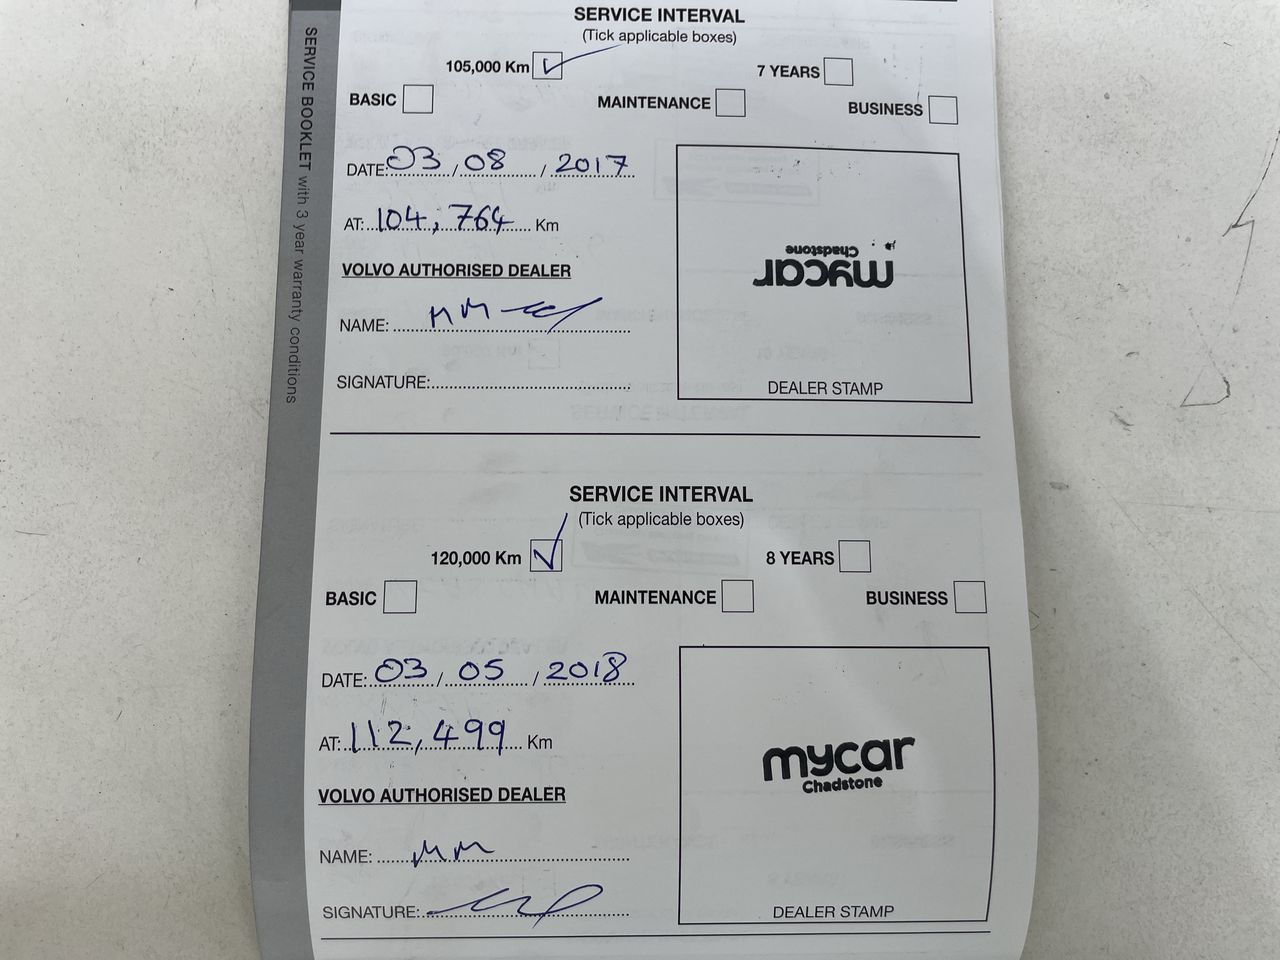 SERVICE BOOKLET with 3 year warranty conditions
SERVICE INTERVAL
(Tick applicable boxes)
105,000 Km 7 YEARS
BASIC MAINTENANCE BUSINESS
DATE: 03 / 08 / 2017
AT: 104,764 Km
VOLVO AUTHORISED DEALER
NAME: MM
SIGNATURE:
mycar
Chadstone
DEALER STAMP
SERVICE INTERVAL
(Tick applicable boxes)
120,000 Km 8 YEARS
BASIC MAINTENANCE BUSINESS
DATE: 03 / 05 / 2018
AT: 112,499 Km
VOLVO AUTHORISED DEALER
NAME: MM
SIGNATURE:
mycar
Chadstone
DEALER STAMP